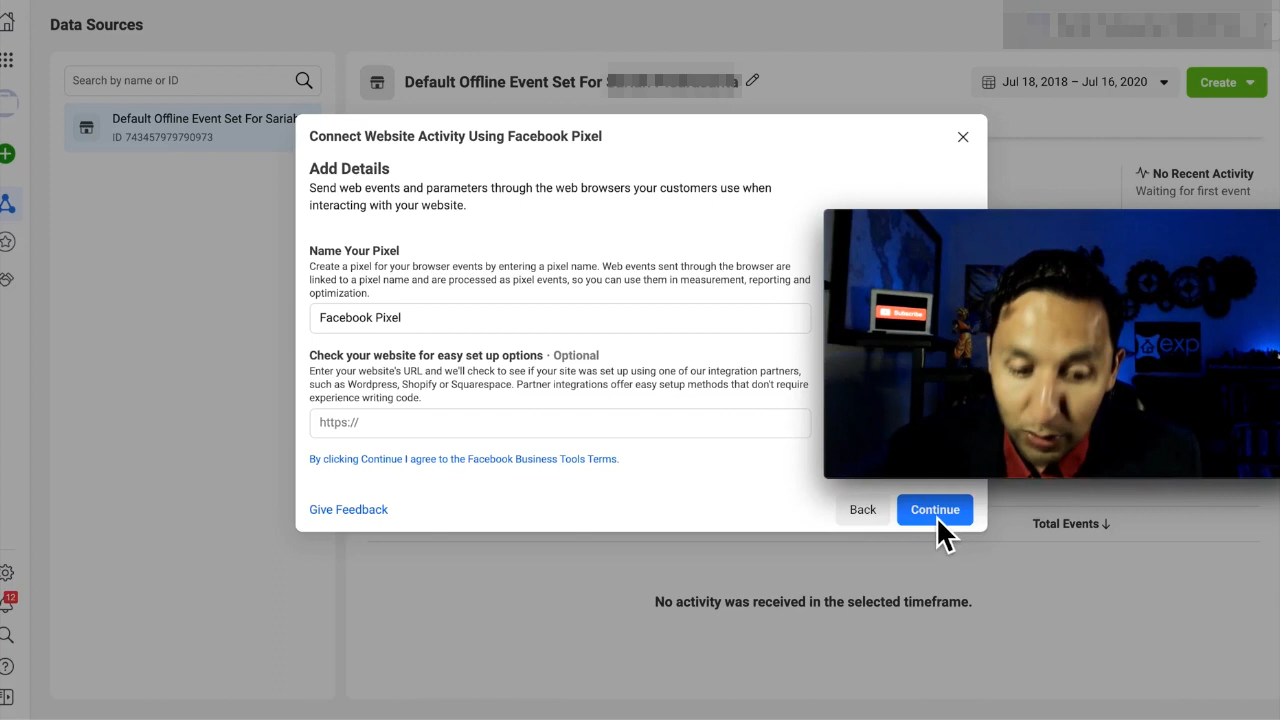 Data Sources
Search by name or ID
Default Offline Event Set For Sariah
ID 743457979790973
Default Offline Event Set For
Jul 18, 2018 – Jul 16, 2020
Create
No Recent Activity
Waiting for first event
Connect Website Activity Using Facebook Pixel
Add Details
Send web events and parameters through the web browsers your customers use when
interacting with your website.
Name Your Pixel
Create a pixel for your browser events by entering a pixel name. Web events sent through the browser are
linked to a pixel name and are processed as pixel events, so you can use them in measurement, reporting and
optimization.
Facebook Pixel
Check your website for easy set up options · Optional
Enter your website's URL and we'll check to see if your site was set up using one of our integration partners,
such as Wordpress, Shopify or Squarespace. Partner integrations offer easy setup methods that don't require
experience writing code.
https://
By clicking Continue I agree to the Facebook Business Tools Terms.
Give Feedback
Back
Continue
Subscribe
exp
Total Events ↓
No activity was received in the selected timeframe.
12